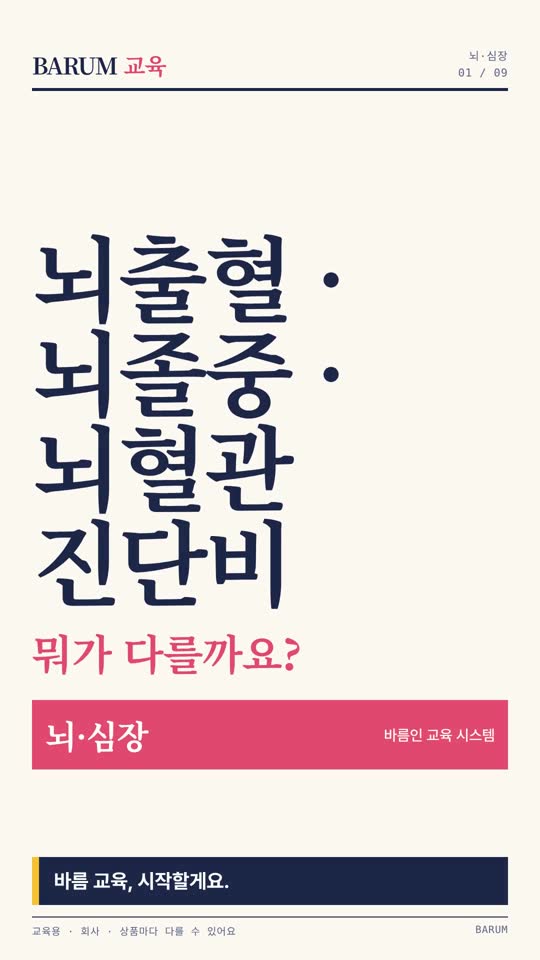 BARUM 교육
뇌·심장
01 / 09
뇌출혈 ·
뇌졸중 ·
뇌혈관
진단비
뭐가 다를까요?
뇌·심장
바름인 교육 시스템
바름 교육, 시작할게요.
교육용 · 회사 · 상품마다 다를 수 있어요
BARUM